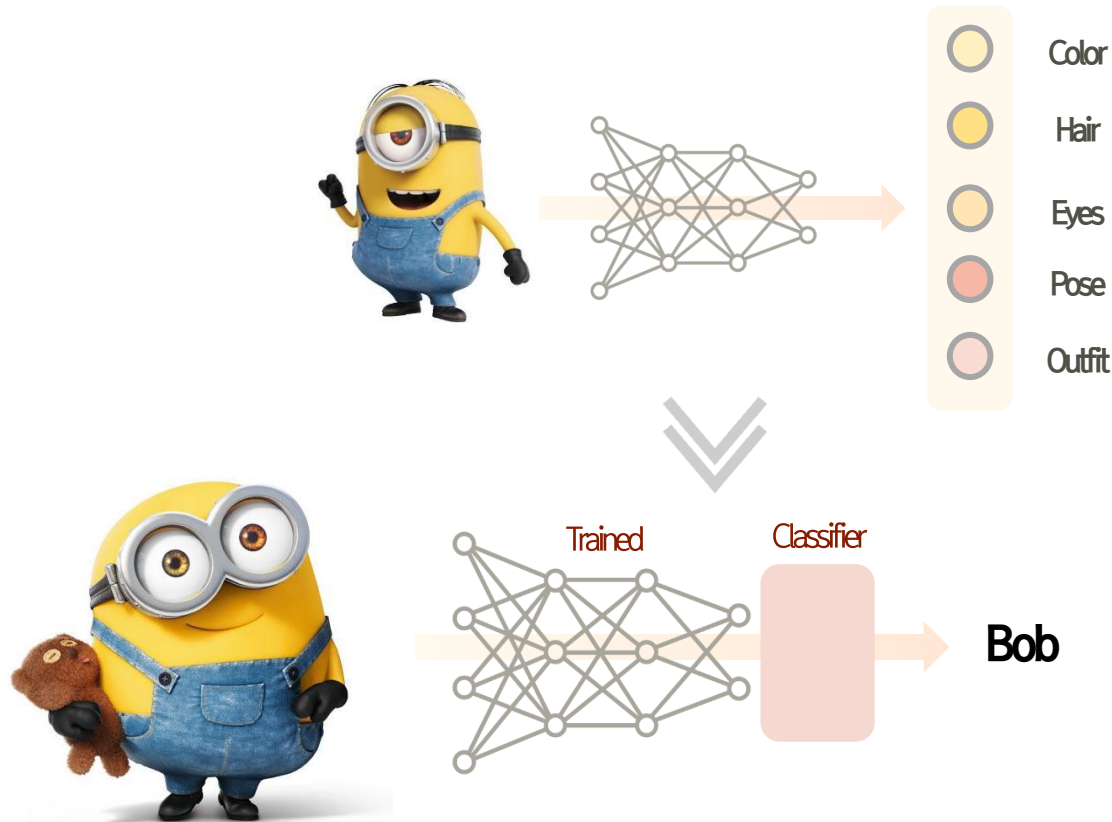 Color
Hair
Eyes
Pose
Outfit
Trained
Classifier
Bob